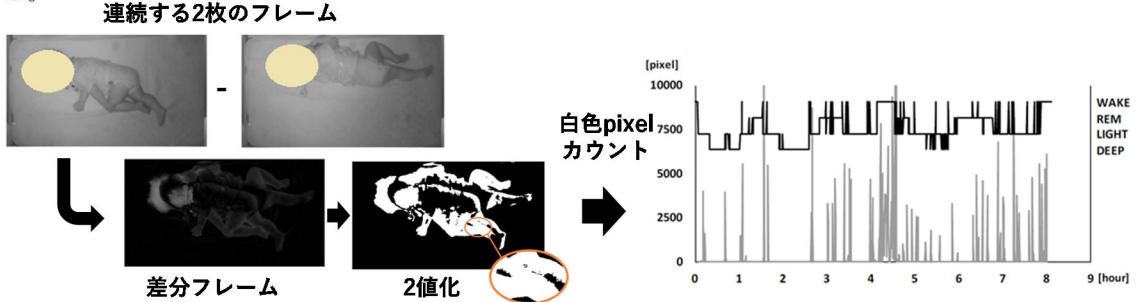 連続する2枚のフレーム
-
差分フレーム
2値化
白色pixel
カウント
[pixel]
10000
7500
5000
2500
0
WAKE
REM
LIGHT
DEEP
0 1 2 3 4 5 6 7 8 9 [hour]